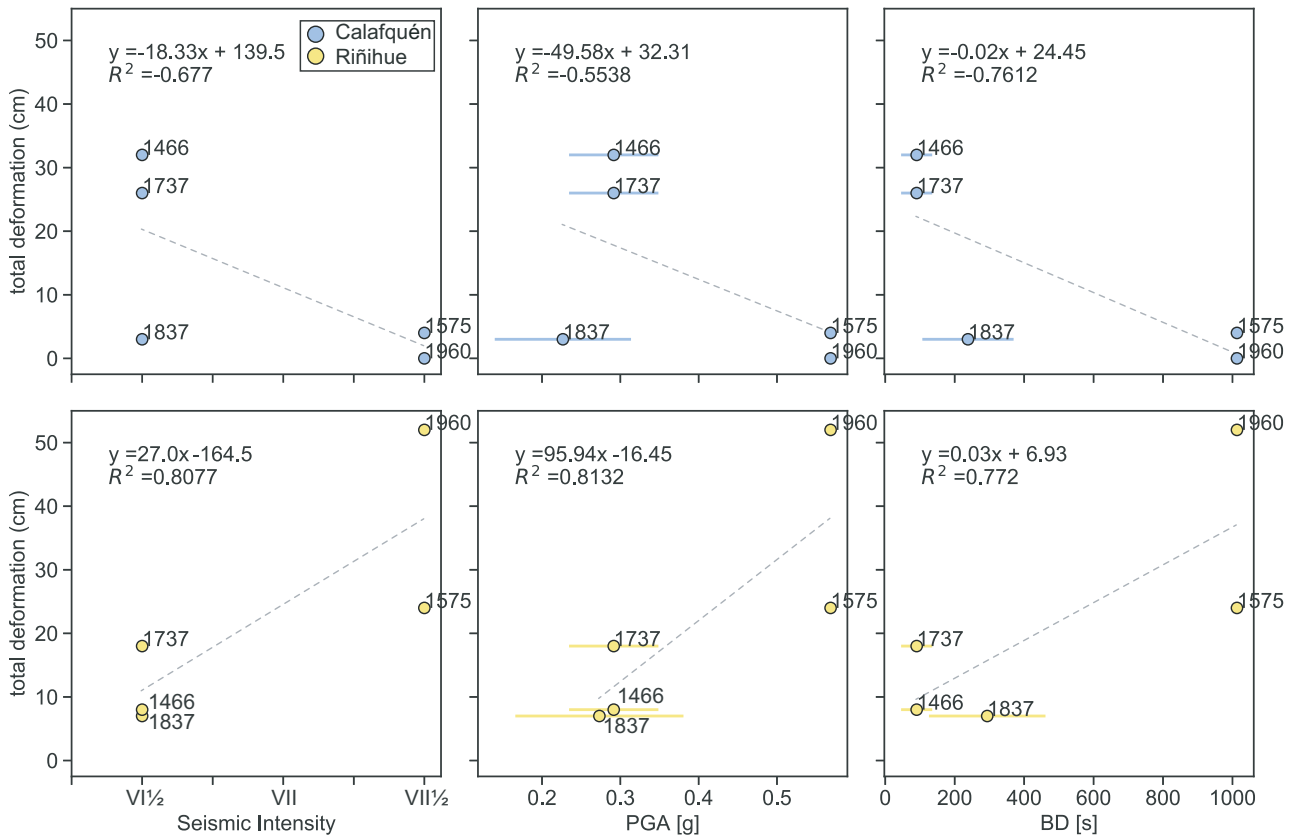 50
40
30
20
10
0
total deformation (cm)
y =-18.33x + 139.5
R² =-0.677
Calafquén
Riñihue
1466
1737
1837
1575
1960
y =-49.58x + 32.31
R² =-0.5538
1466
1737
1837
1575
1960
y =-0.02x + 24.45
R² =-0.7612
1466
1737
1837
1575
1960
50
40
30
20
10
0
total deformation (cm)
y =27.0x -164.5
R² =0.8077
1960
1575
1737
1466
1837
VI½
VII
VII½
Seismic Intensity
y =95.94x -16.45
R² =0.8132
1960
1575
1737
1466
1837
0.2
0.3
0.4
0.5
PGA [g]
y =0.03x + 6.93
R² =0.772
1960
1575
1737
1466
1837
0
200
400
600
800
1000
BD [s]